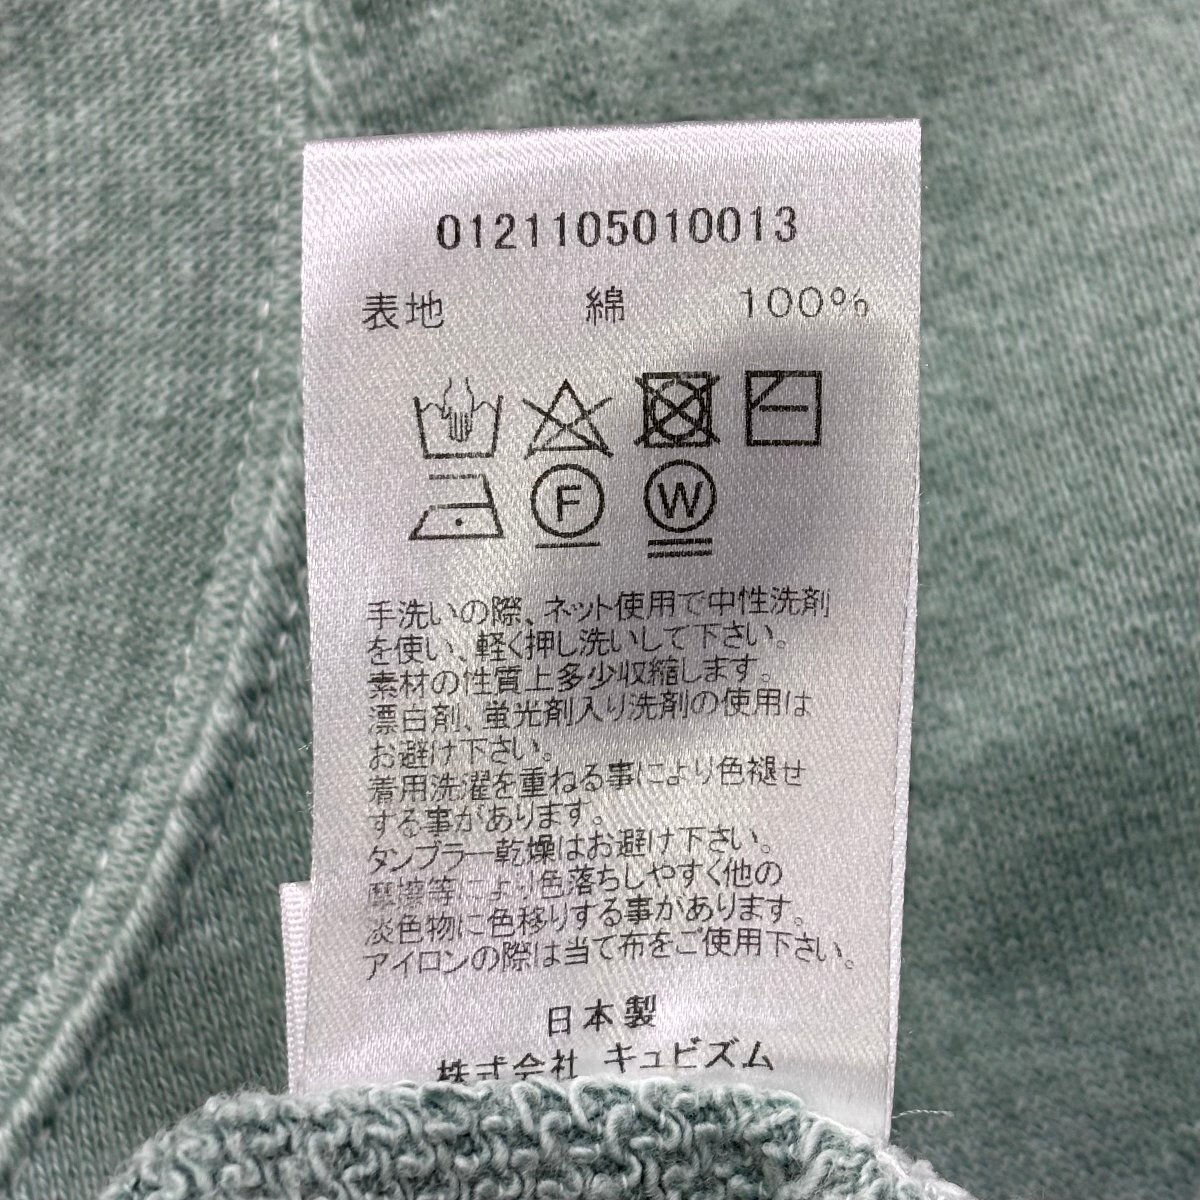 0121105010013
表地 綿 100%
F W
手洗いの際、ネット使用で中性洗剤
を使い、軽く押し洗いして下さい。
素材の性質上多少収縮します。
漂白剤、蛍光剤入り洗剤の使用は
お避け下さい。
着用洗濯を重ねる事により色褪せ
する事があります。
タンブラー乾燥はお避け下さい。
摩擦等により色落ちしやすく他の
淡色物に色移りする事があります。
アイロンの際は当て布をご使用下さい。
日本製
株式会社 キュビズム